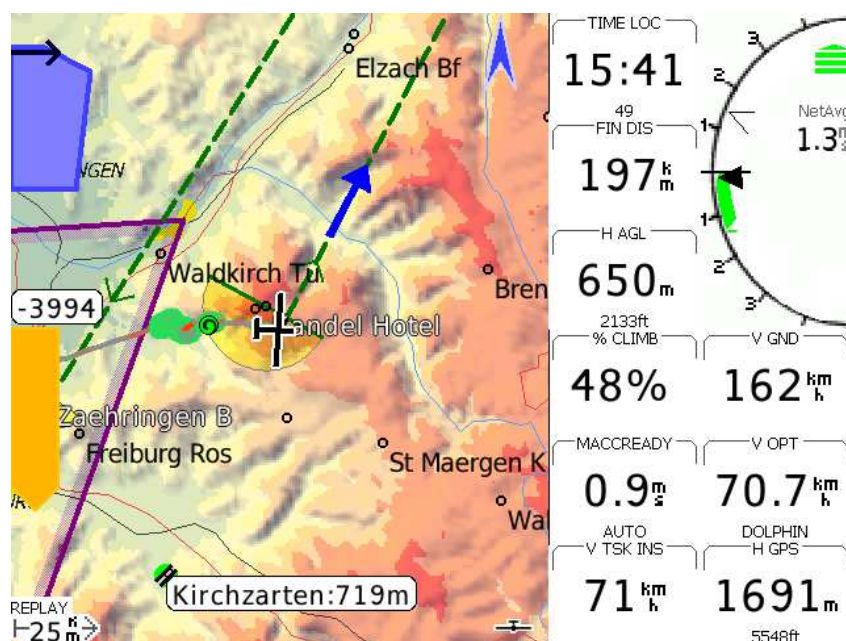 Elzach Bf
NGEN
Waldkirch Tu
Bren
-3994
andel Hotel
Zaehringen B
Freiburg Ros
St Maergen K
Wal
Kirchzarten:719m
REPLAY
25 km
TIME LOC
15:41
49
FIN DIS
197 km
H AGL
650 m
2133ft
% CLIMB
48%
V GND
162 km h
MACCREADY
0.9 m s
AUTO
V OPT
70.7 km h
DOLPHIN
V TSK INS
71 km h
H GPS
1691 m
5548ft
3
2
1
1
2
3
NetAvg
1.3 m s